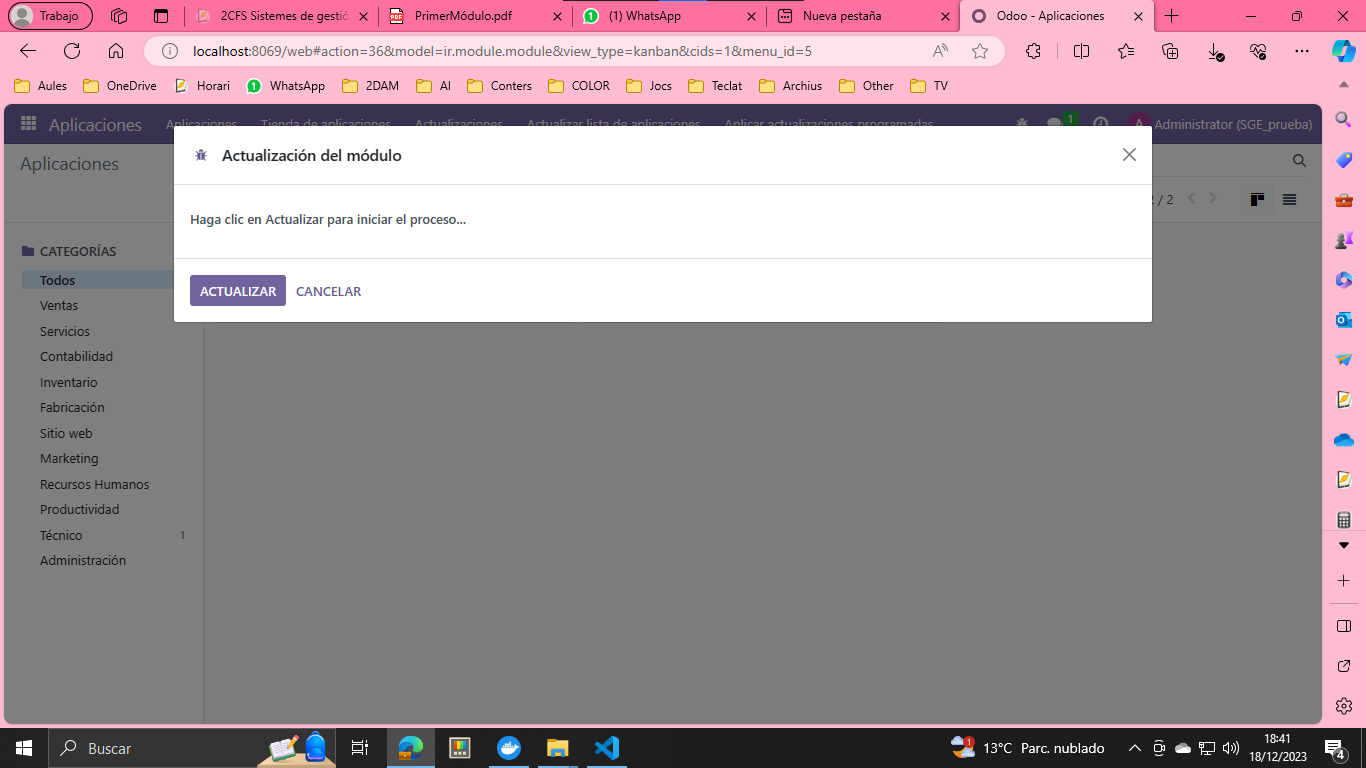 Trabajo
2CFS Sistemes de gestió
PrimerMódulo.pdf
(1) WhatsApp
Nueva pestaña
Odoo - Aplicaciones
localhost:8069/web#action=36&model=ir.module.module&view_type=kanban&cids=1&menu_id=5
Aules
OneDrive
Horari
WhatsApp
2DAM
AI
Conters
COLOR
Jocs
Teclat
Archius
Other
TV
Aplicaciones
Aplicaciones
Tienda de aplicaciones
Actualizaciones
Actualizar lista de aplicaciones
Aplicar actualizaciones programadas
1
A
Administrator (SGE_prueba)
Aplicaciones
Actualización del módulo
/ 2
Haga clic en Actualizar para iniciar el proceso...
ACTUALIZAR
CANCELAR
CATEGORÍAS
Todos
Ventas
Servicios
Contabilidad
Inventario
Fabricación
Sitio web
Marketing
Recursos Humanos
Productividad
Técnico 1
Administración
Buscar
1
13°C Parc. nublado
18:41
18/12/2023
4